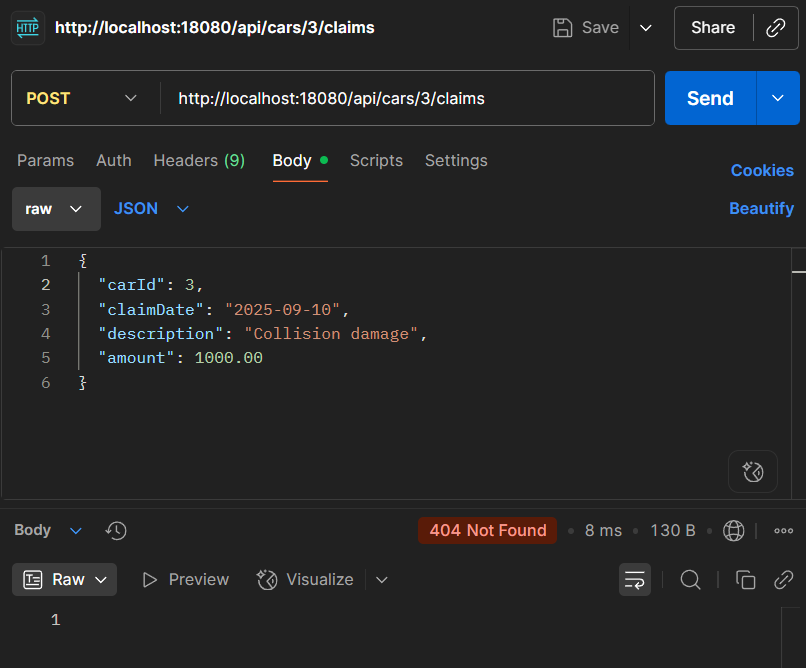 HTTP http://localhost:18080/api/cars/3/claims Save Share
POST http://localhost:18080/api/cars/3/claims Send
Params Auth Headers (9) Body Scripts Settings Cookies
raw JSON Beautify
1 {
2 "carId": 3,
3 "claimDate": "2025-09-10",
4 "description": "Collision damage",
5 "amount": 1000.00
6 }
Body 404 Not Found 8 ms 130 B
Raw Preview Visualize
1